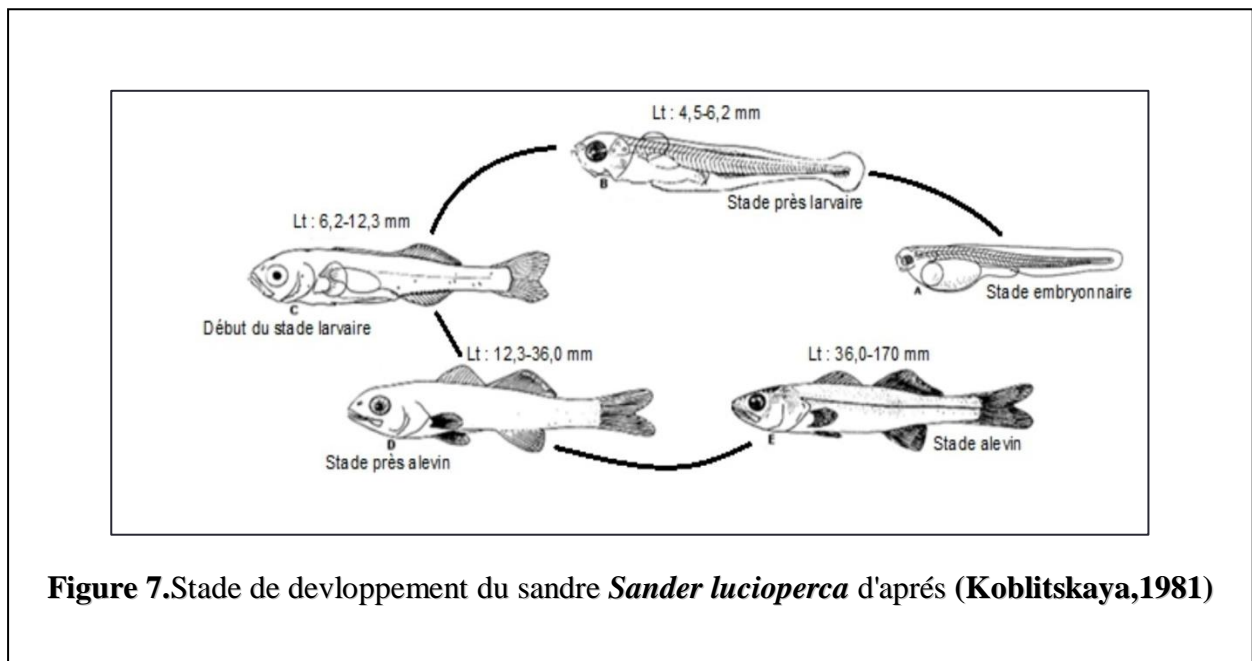 Lt : 4,5-6,2 mm
B
Stade près larvaire
Lt : 6,2-12,3 mm
C
Début du stade larvaire
A
Stade embryonnaire
Lt : 12,3-36,0 mm
D
Stade près alevin
Lt : 36,0-170 mm
E
Stade alevin
Figure 7.Stade de devloppement du sandre Sander lucioperca d'aprés (Koblitskaya,1981)